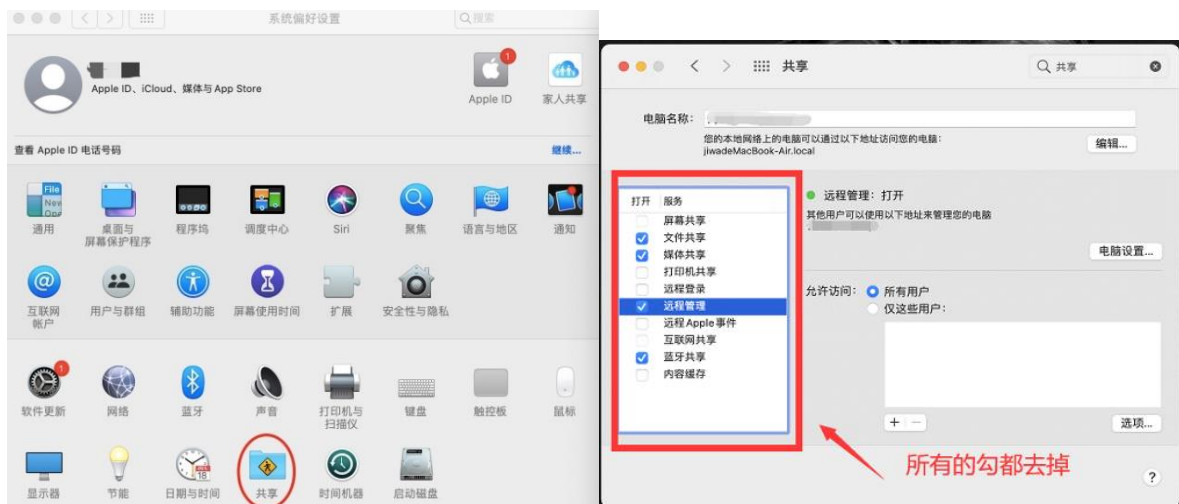 系统偏好设置
搜索
Apple ID、iCloud、媒体与 App Store
Apple ID
家人共享
查看 Apple ID 电话号码
继续...
通用
桌面与
屏幕保护程序
程序坞
调度中心
Siri
聚焦
语言与地区
通知
互联网
帐户
用户与群组
辅助功能
屏幕使用时间
扩展
安全性与隐私
软件更新
网络
蓝牙
声音
打印机与
扫描仪
键盘
触控板
鼠标
显示器
节能
日期与时间
共享
时间机器
启动磁盘
共享
共享
电脑名称：
您的本地网络上的电脑可以通过以下地址访问您的电脑：
jiwadeMacBook-Air.local
编辑...
打开 服务
屏幕共享
文件共享
媒体共享
打印机共享
远程登录
远程管理
远程Apple事件
互联网共享
蓝牙共享
内容缓存
远程管理：打开
其他用户可以使用以下地址来管理您的电脑
电脑设置...
允许访问： 所有用户
仅这些用户：
+ −
选项...
所有的勾都去掉
?